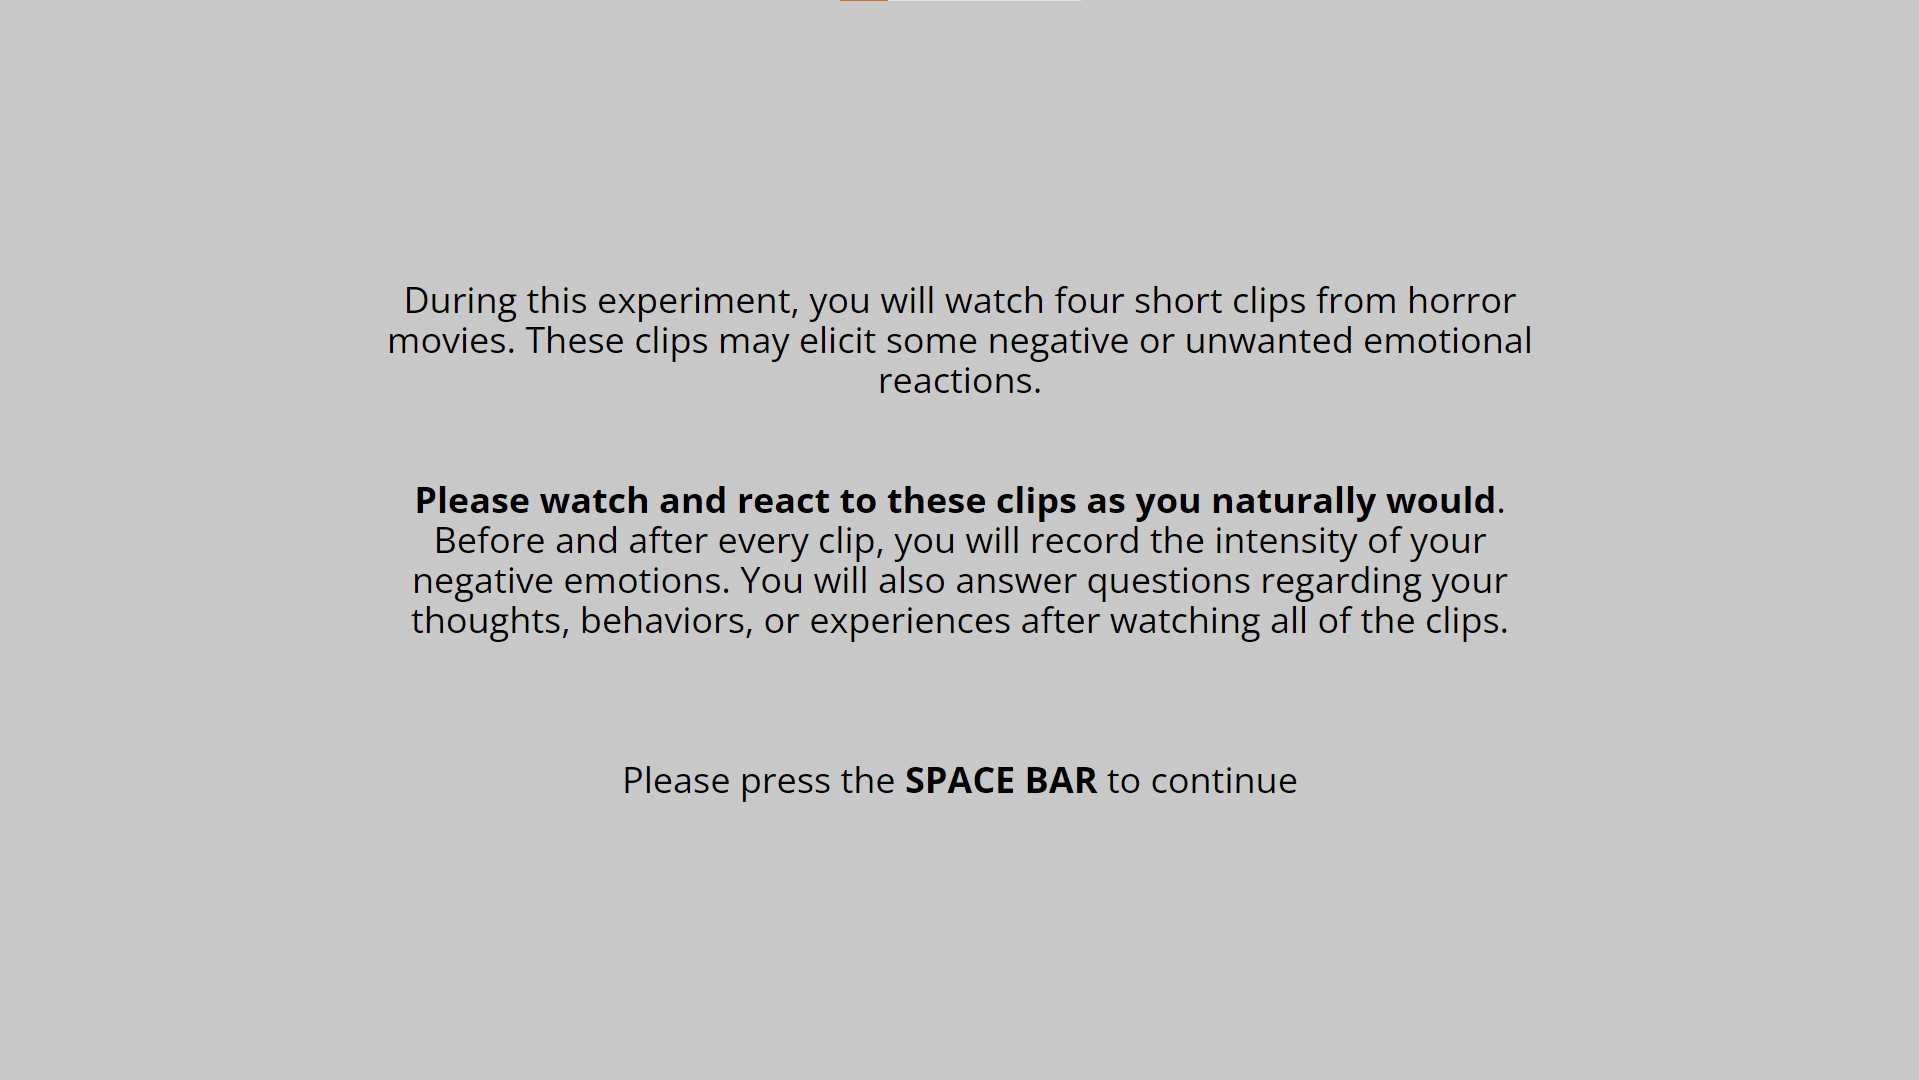 During this experiment, you will watch four short clips from horror
movies. These clips may elicit some negative or unwanted emotional
reactions.
Please watch and react to these clips as you naturally would.
Before and after every clip, you will record the intensity of your
negative emotions. You will also answer questions regarding your
thoughts, behaviors, or experiences after watching all of the clips.
Please press the SPACE BAR to continue